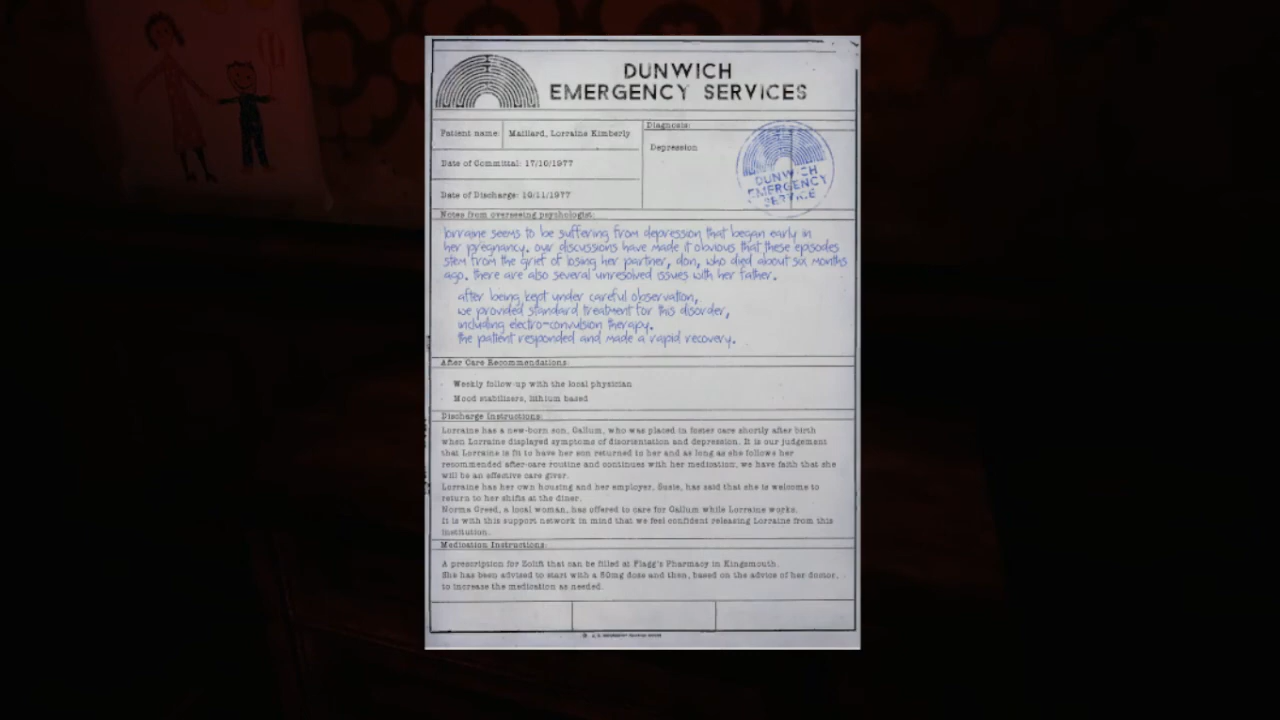 DUNWICH
EMERGENCY SERVICES
Patient name:
Maillard, Lorraine Kimberly
Diagnosis:
Depression
Date of Committal: 17/10/1977
Date of Discharge: 10/11/1977
DUNWICH
EMERGENCY
SERVICE
Notes from overseeing psychologist:
lorraine seems to be suffering from depression that began early in
her pregnancy. our discussions have made it obvious that these episodes
stem from the grief of losing her partner, don, who died about six months
ago. there are also several unresolved issues with her father.
after being kept under careful observation,
we provided standard treatment for this disorder,
including electro-convulsion therapy.
the patient responded and made a rapid recovery.
After Care Recommendations:
- Weekly follow-up with the local physician
- Mood stabilisers, lithium based
Discharge Instructions:
Lorraine has a new-born son, Callum, who was placed in foster care shortly after birth
when Lorraine displayed symptoms of disorientation and depression. It is our judgement
that Lorraine is fit to have her son returned to her and as long as she follows her
recommended after-care routine and continues with her medication, we have faith that she
will be an effective care giver.
Lorraine has her own housing and her employer, Susie, has said that she is welcome to
return to her shifts at the diner.
Norma Creed, a local woman, has offered to care for Callum while Lorraine works.
It is with this support network in mind that we feel confident releasing Lorraine from this
institution.
Medication Instructions:
A prescription for Zolift that can be filled at Flagg's Pharmacy in Kingsmouth.
She has been advised to start with a 50mg dose and then, based on the advice of her doctor,
to increase the medication as needed.